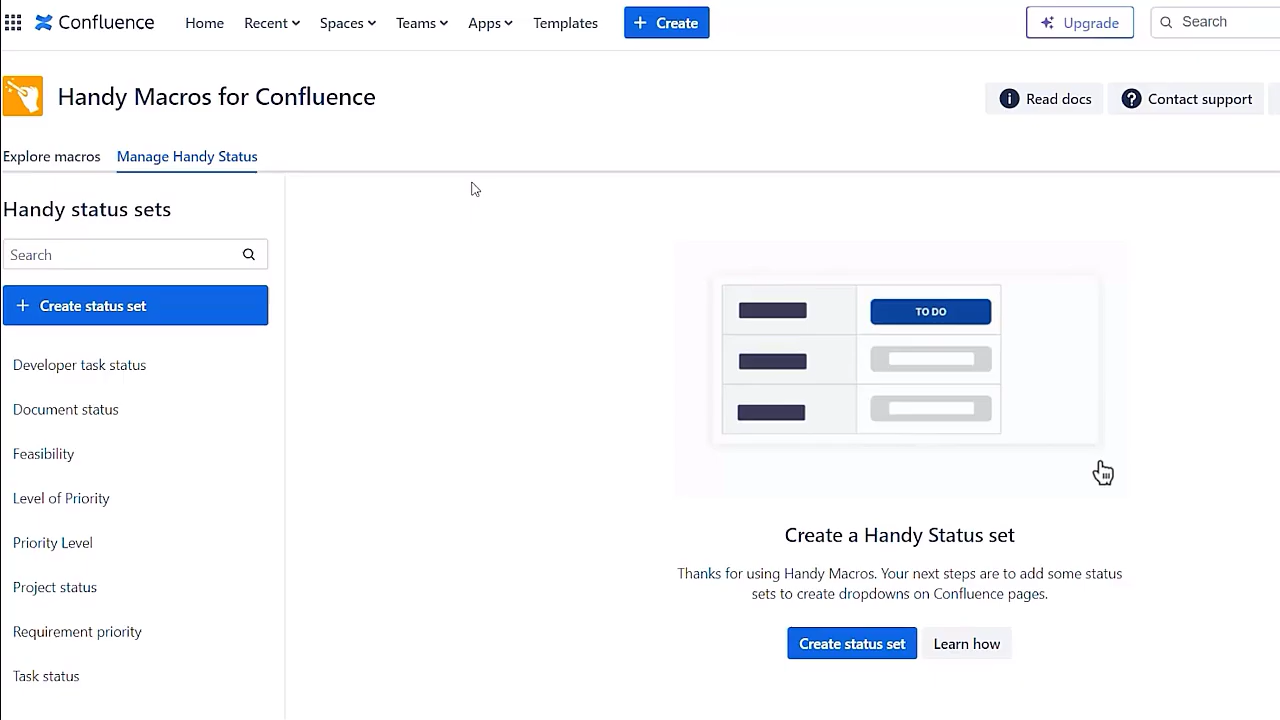 Confluence Home Recent Spaces Teams Apps Templates + Create Upgrade Search
Handy Macros for Confluence
Read docs Contact support
Explore macros Manage Handy Status
Handy status sets
Search
+ Create status set
Developer task status
Document status
Feasibility
Level of Priority
Priority Level
Project status
Requirement priority
Task status
TO DO
Create a Handy Status set
Thanks for using Handy Macros. Your next steps are to add some status
sets to create dropdowns on Confluence pages.
Create status set Learn how